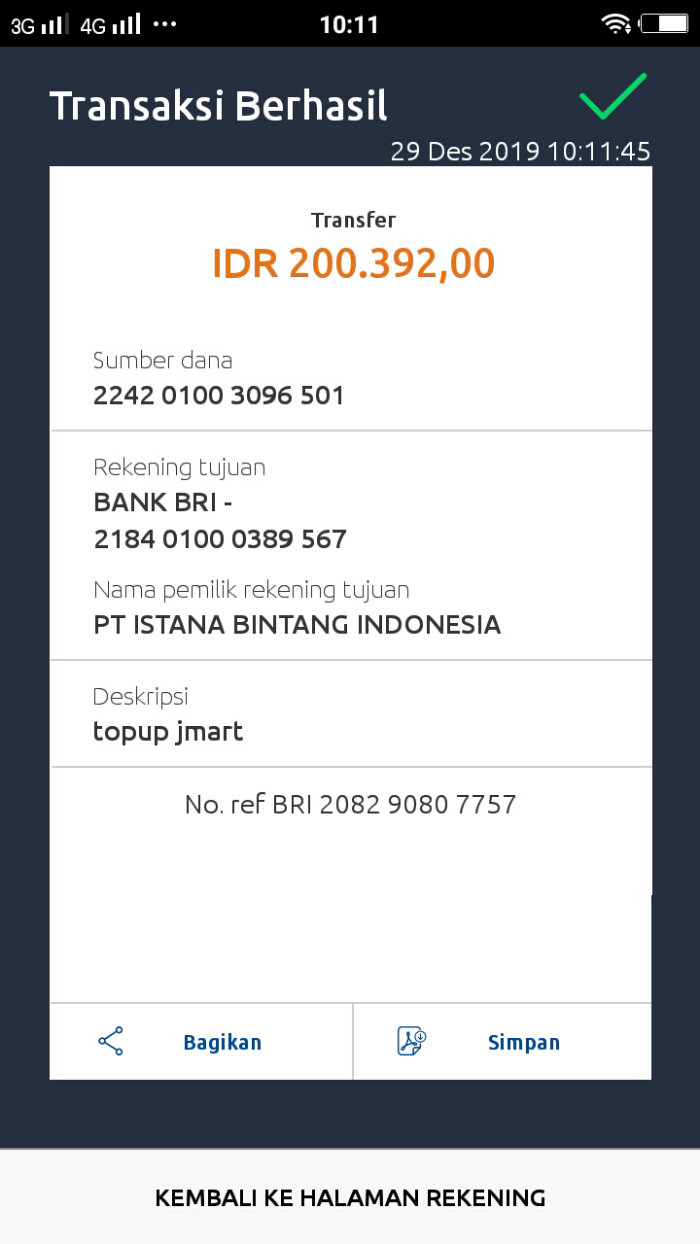 3G 4G ... 10:11
Transaksi Berhasil
29 Des 2019 10:11:45
Transfer
IDR 200.392,00
Sumber dana
2242 0100 3096 501
Rekening tujuan
BANK BRI -
2184 0100 0389 567
Nama pemilik rekening tujuan
PT ISTANA BINTANG INDONESIA
Deskripsi
topup jmart
No. ref BRI 2082 9080 7757
Bagikan Simpan
KEMBALI KE HALAMAN REKENING